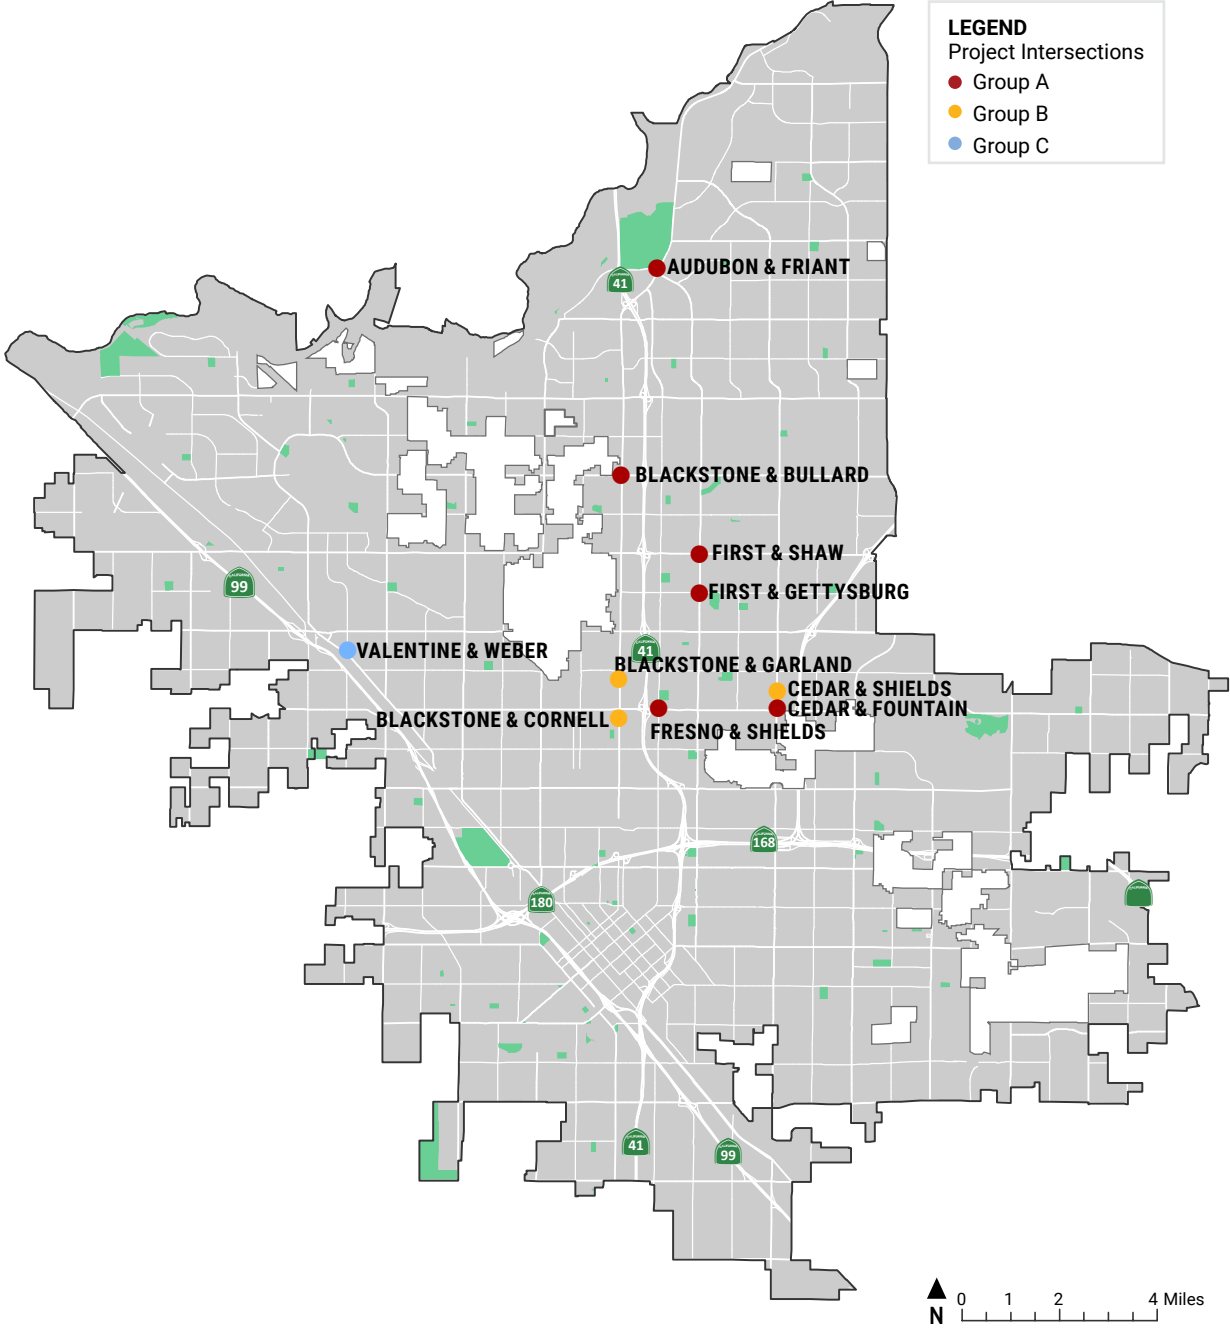 LEGEND
Project Intersections
Group A
Group B
Group C
AUDUBON & FRIANT
41
BLACKSTONE & BULLARD
FIRST & SHAW
99
FIRST & GETTYSBURG
41
VALENTINE & WEBER
BLACKSTONE & GARLAND
CEDAR & SHIELDS
CEDAR & FOUNTAIN
BLACKSTONE & CORNELL
FRESNO & SHIELDS
168
180
41
99
N
0 1 2 4 Miles